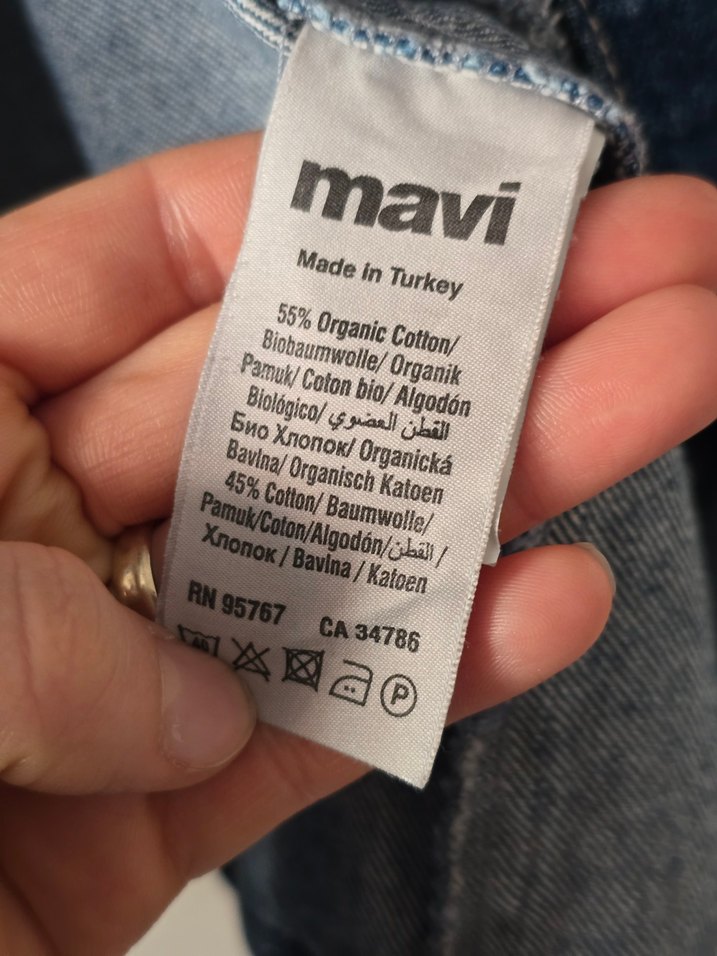 mavi
Made in Turkey
55% Organic Cotton/
Biobaumwolle/ Organik
Pamuk/ Coton bio/ Algodón
Biológico/ القطن العضوي
Био Хлопок/ Organická
Bavlna/ Organisch Katoen
45% Cotton/ Baumwolle/
Pamuk/Coton/Algodón/القطن /
Хлопок / Bavlna / Katoen
RN 95767 CA 34786
40 P